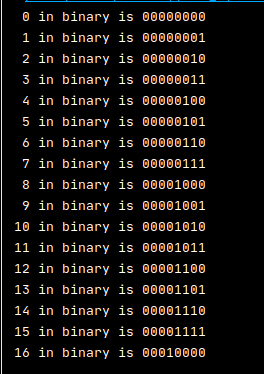 0 in binary is 00000000
1 in binary is 00000001
2 in binary is 00000010
3 in binary is 00000011
4 in binary is 00000100
5 in binary is 00000101
6 in binary is 00000110
7 in binary is 00000111
8 in binary is 00001000
9 in binary is 00001001
10 in binary is 00001010
11 in binary is 00001011
12 in binary is 00001100
13 in binary is 00001101
14 in binary is 00001110
15 in binary is 00001111
16 in binary is 00010000